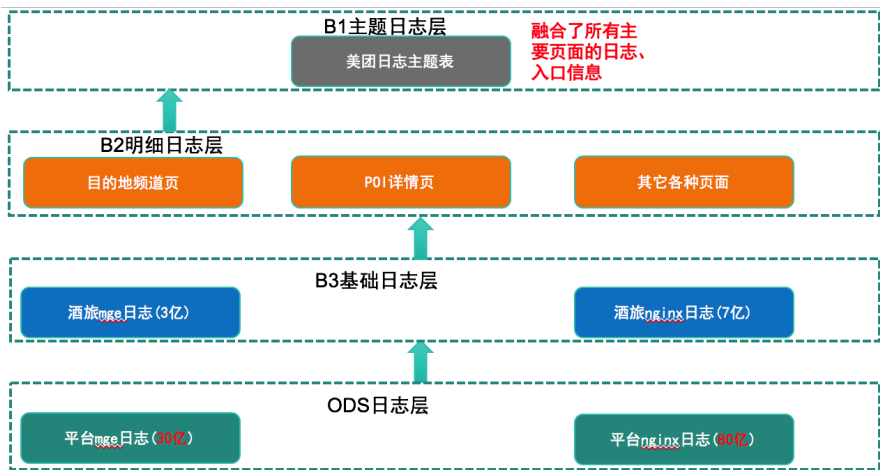 B1主题日志层
美团日志主题表
融合了所有主
要页面的日志、
入口信息
B2明细日志层
目的地频道页
POI详情页
其它各种页面
B3基础日志层
酒旅mge日志(3亿)
酒旅nginx日志(7亿)
ODS日志层
平台mge日志(30亿)
平台nginx日志(80亿)